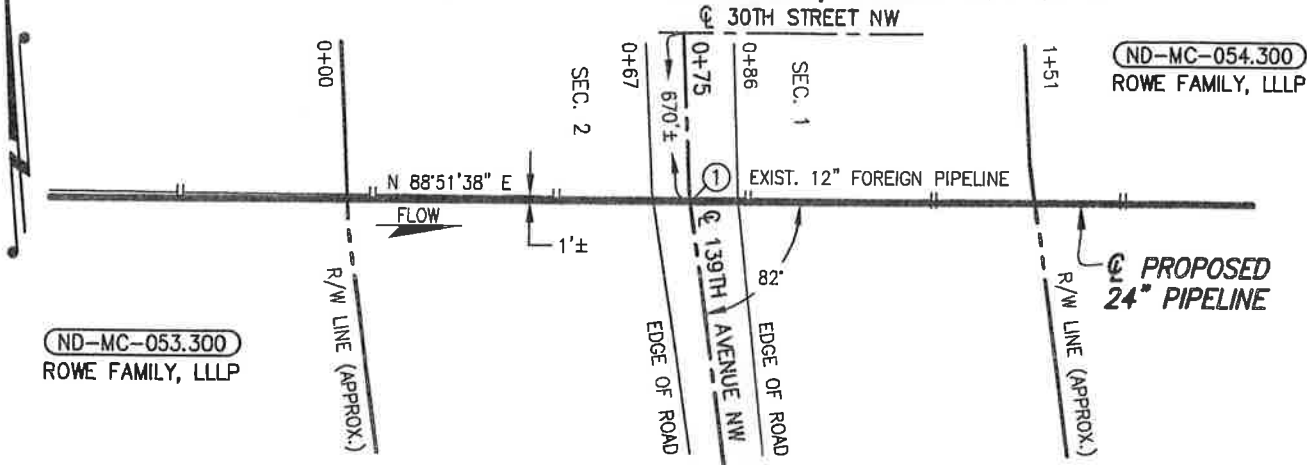 ℄ 30TH STREET NW
0+00
SEC. 2
0+67
670'±
0+75
0+86
SEC. 1
1+51
ND-MC-054.300
ROWE FAMILY, LLLP
N 88°51'38" E
1
EXIST. 12" FOREIGN PIPELINE
FLOW
1'±
R/W LINE (APPROX.)
EDGE OF ROAD
℄ 139TH AVENUE NW
82°
EDGE OF ROAD
R/W LINE (APPROX.)
℄ PROPOSED
24" PIPELINE
ND-MC-053.300
ROWE FAMILY, LLLP